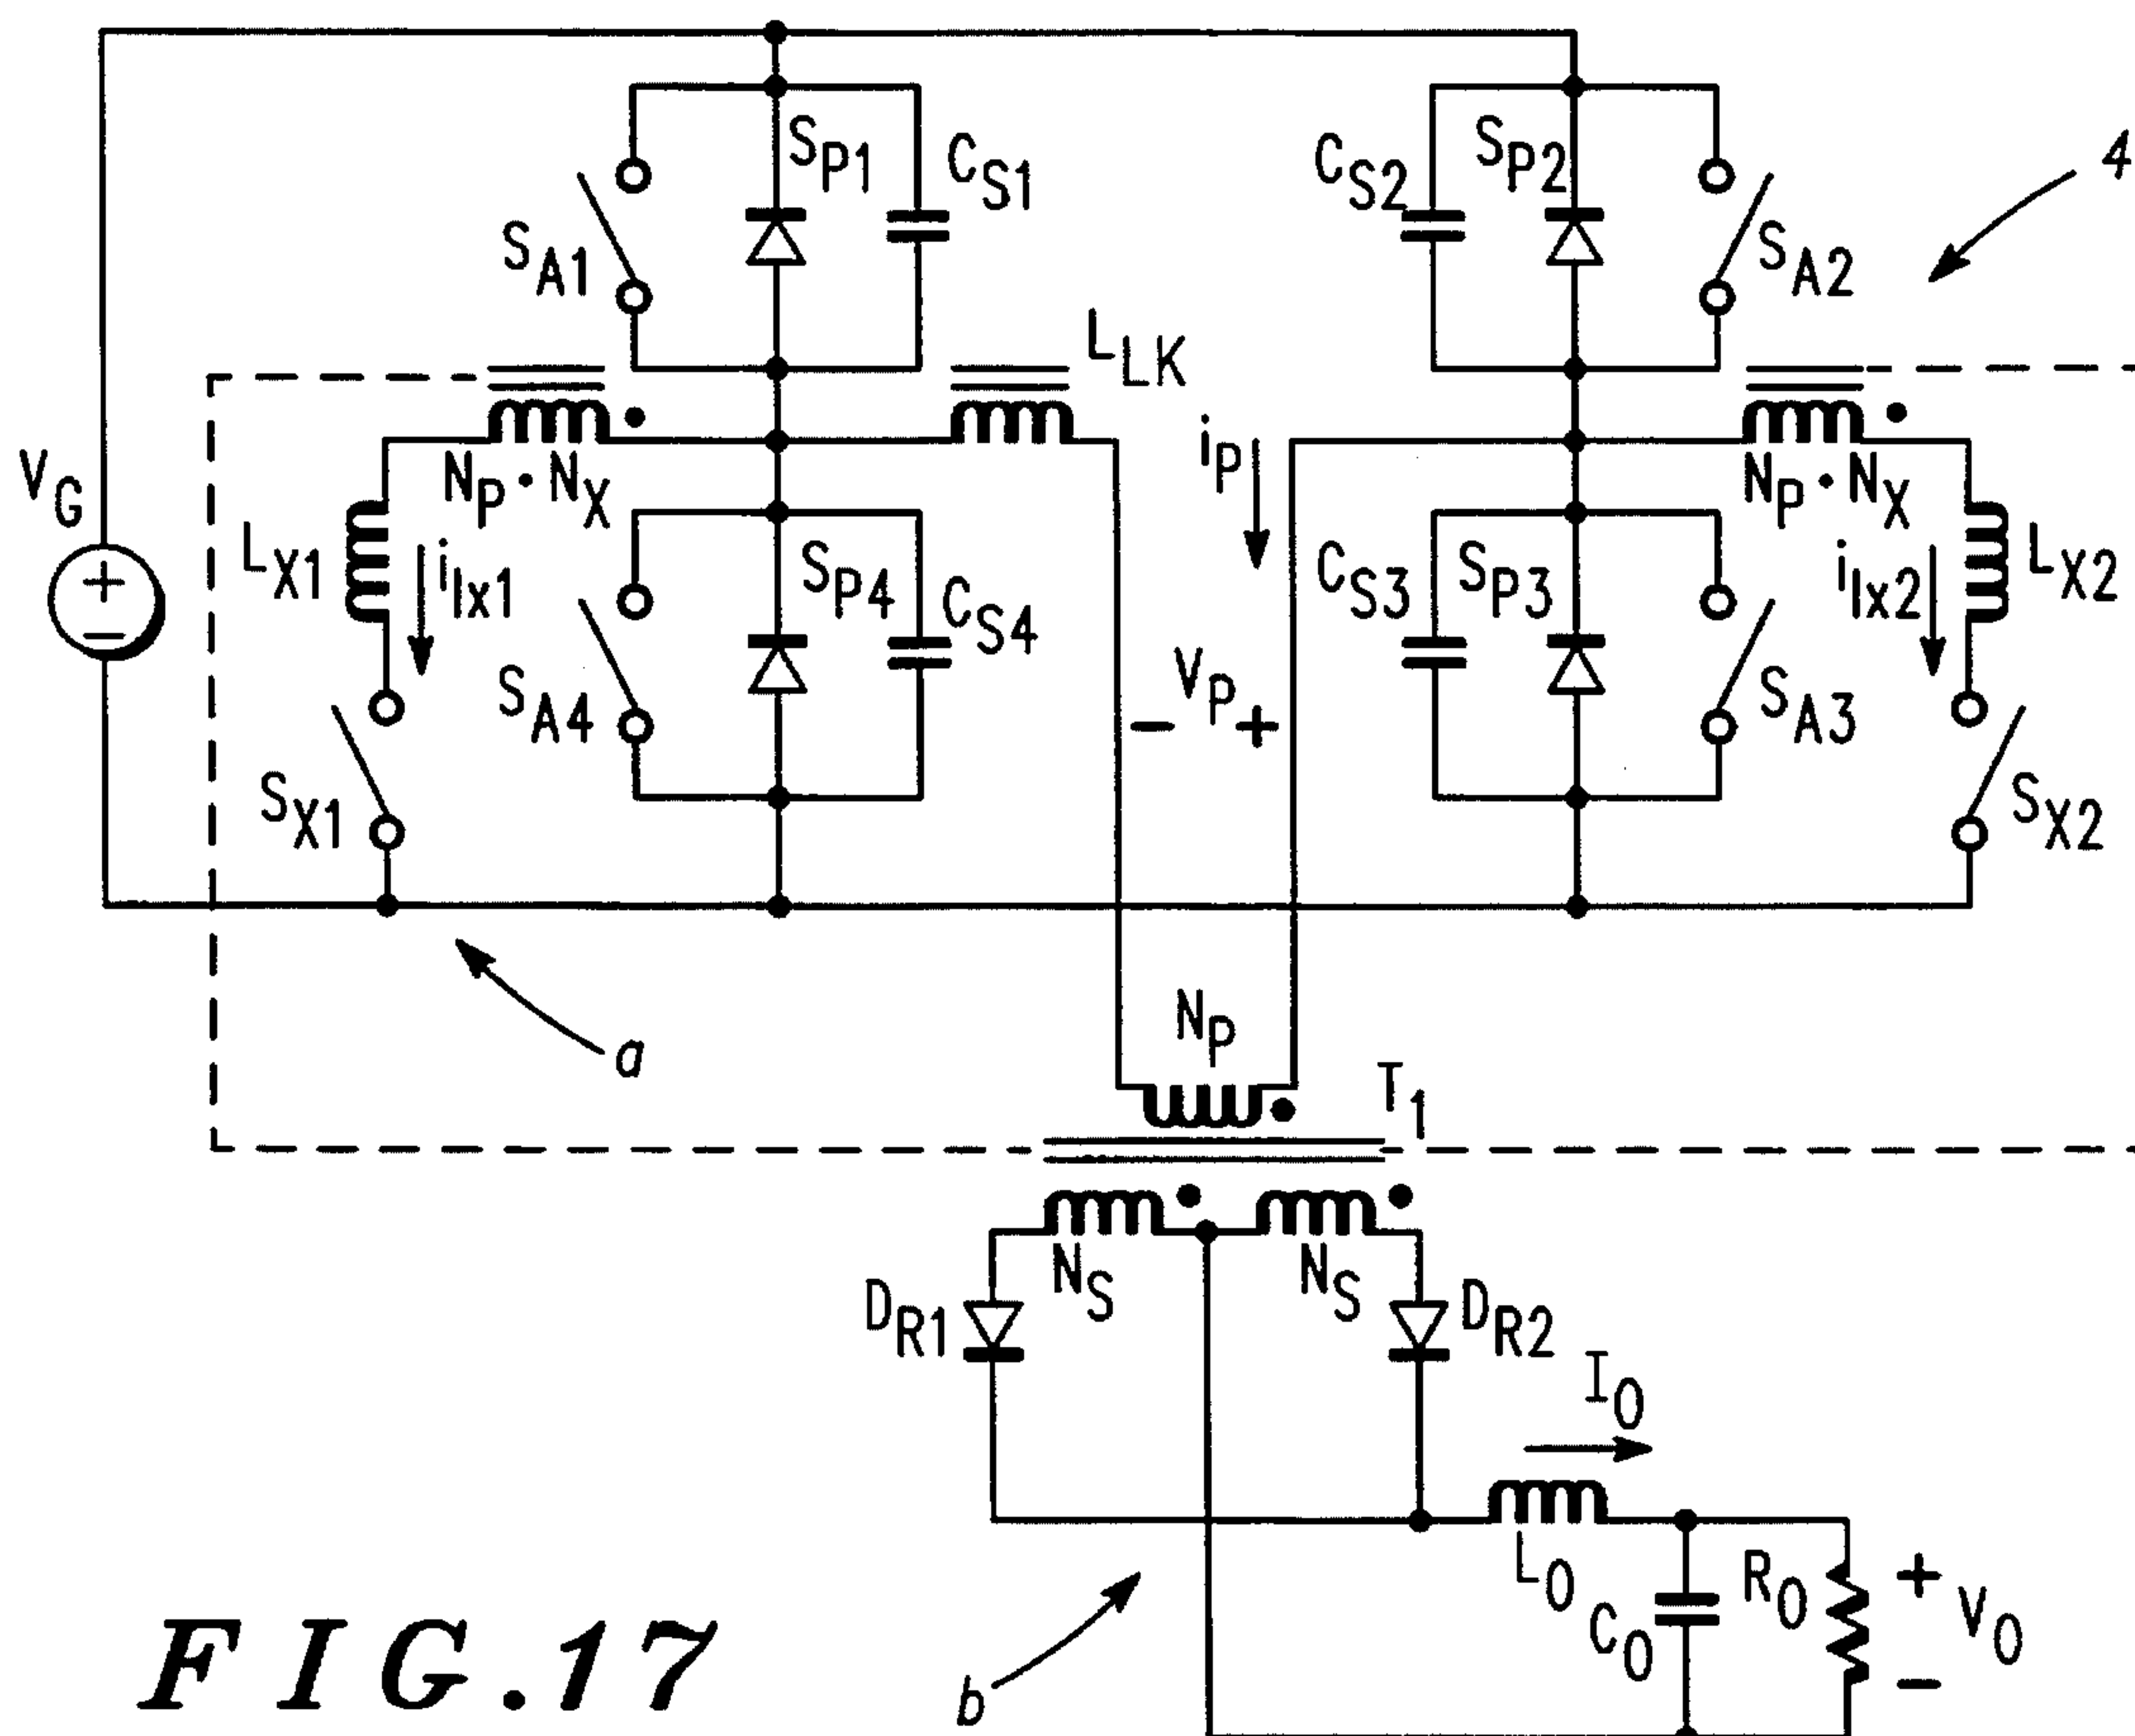 S_P1
C_S1
C_S2
S_P2
4
S_A1
S_A2
L_LK
V_G
N_P · N_X
i_P
N_P · N_X
L_X1
i_lx1
S_P4
C_S4
C_S3
S_P3
i_lx2
L_X2
S_A4
− V_P +
S_A3
S_X1
S_X2
a
N_P
T_1
N_S
N_S
D_R1
D_R2
I_O
L_O
C_O
R_O
+
V_O
−
b
FIG.17